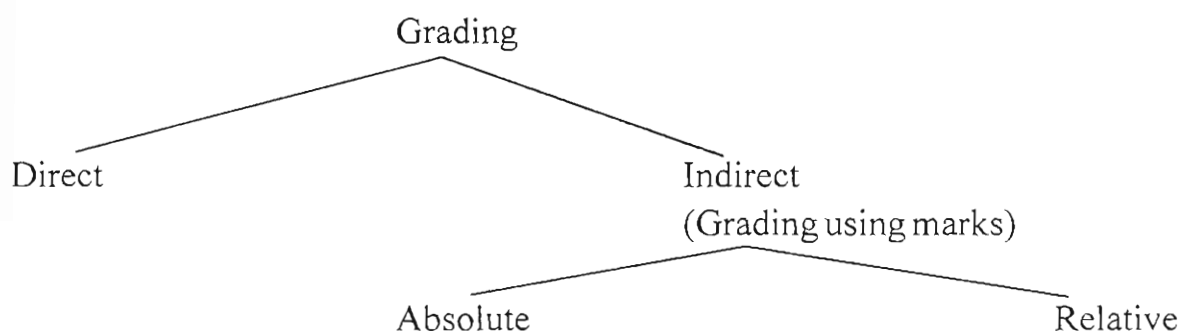 Grading
Direct
Indirect
(Grading using marks)
Absolute
Relative